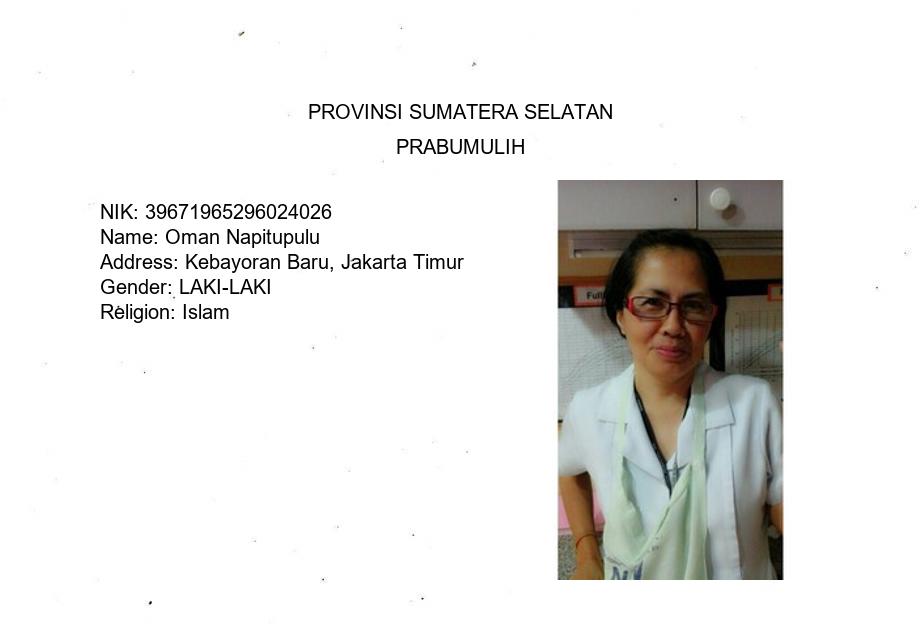 PROVINSI SUMATERA SELATAN
PRABUMULIH
NIK: 39671965296024026
Name: Oman Napitupulu
Address: Kebayoran Baru, Jakarta Timur
Gender: LAKI-LAKI
Religion: Islam
Full